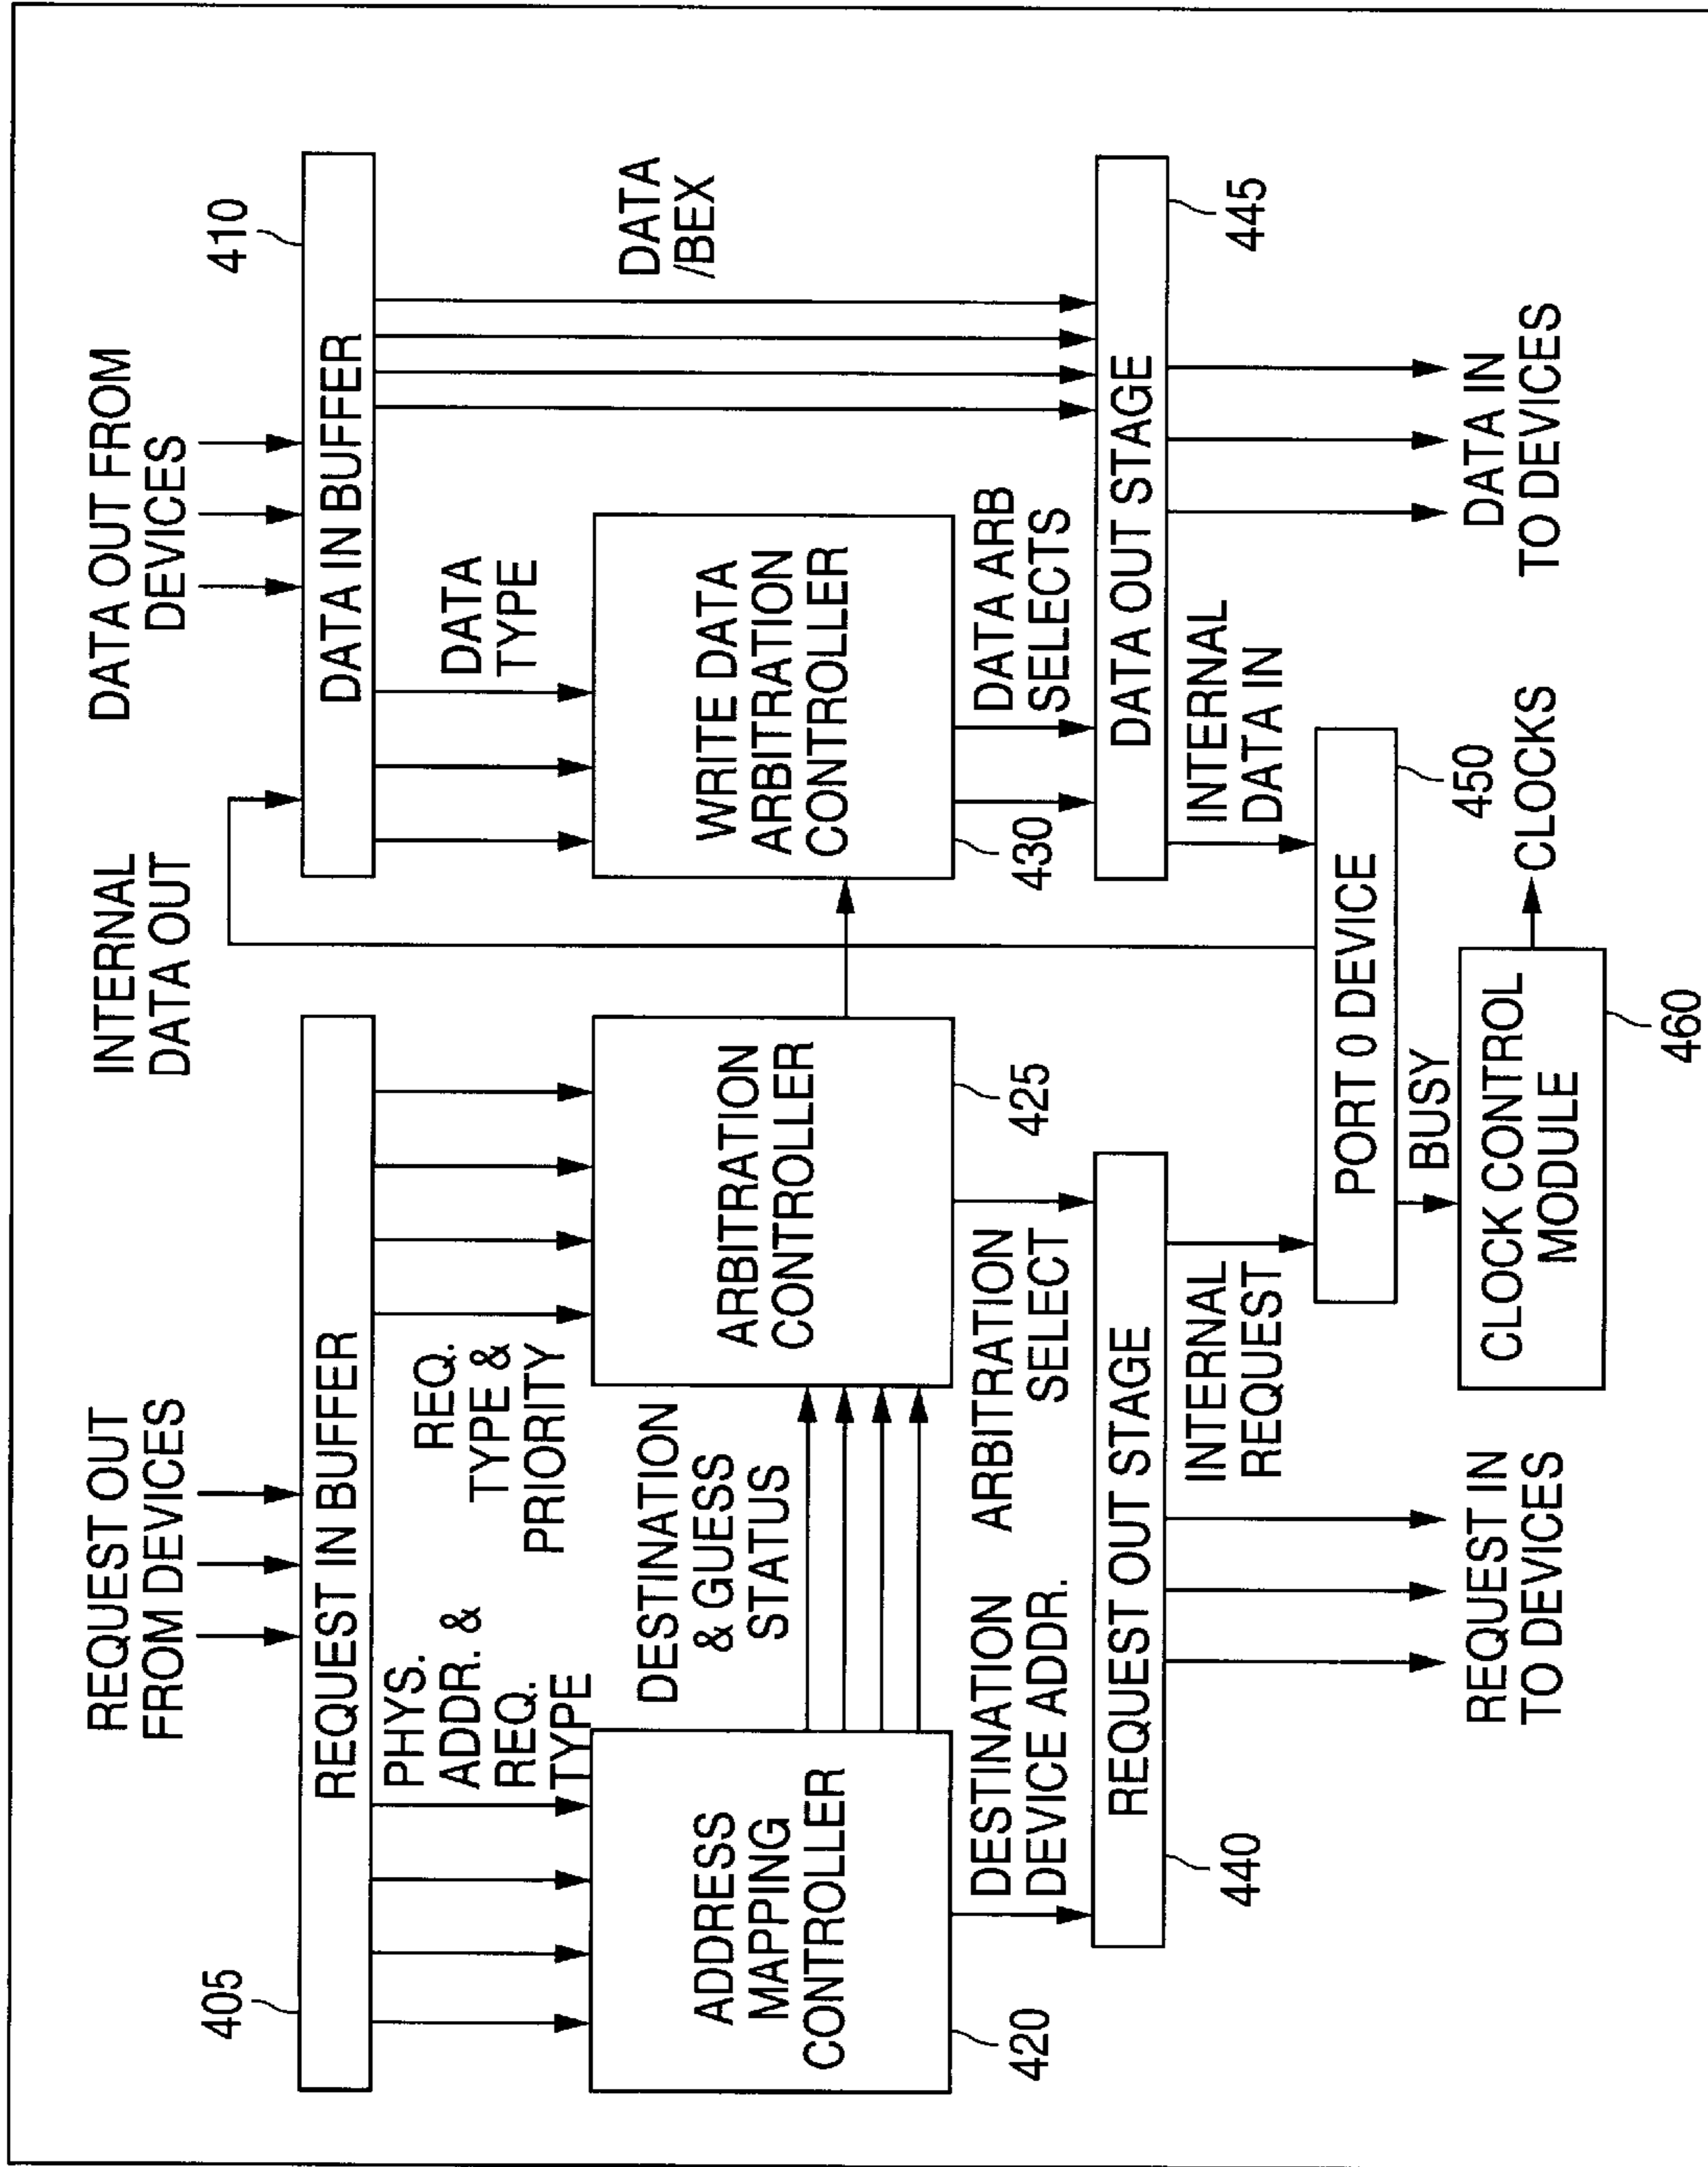 REQUEST OUT
FROM DEVICES
INTERNAL
DATA OUT
DATA OUT FROM
DEVICES
405
410
REQUEST IN BUFFER
DATA IN BUFFER
PHYS.
ADDR. &
REQ.
TYPE
REQ.
TYPE &
PRIORITY
DATA
TYPE
DATA
/BEX
ADDRESS
MAPPING
CONTROLLER
DESTINATION
& GUESS
STATUS
ARBITRATION
CONTROLLER
WRITE DATA
ARBITRATION
CONTROLLER
420
425
430
DESTINATION
DEVICE ADDR.
ARBITRATION
SELECT
DATA ARB
SELECTS
REQUEST OUT STAGE
DATA OUT STAGE
440
445
INTERNAL
REQUEST
INTERNAL
DATA IN
PORT 0 DEVICE
450
BUSY
REQUEST IN
TO DEVICES
CLOCK CONTROL
MODULE
CLOCKS
DATA IN
TO DEVICES
460